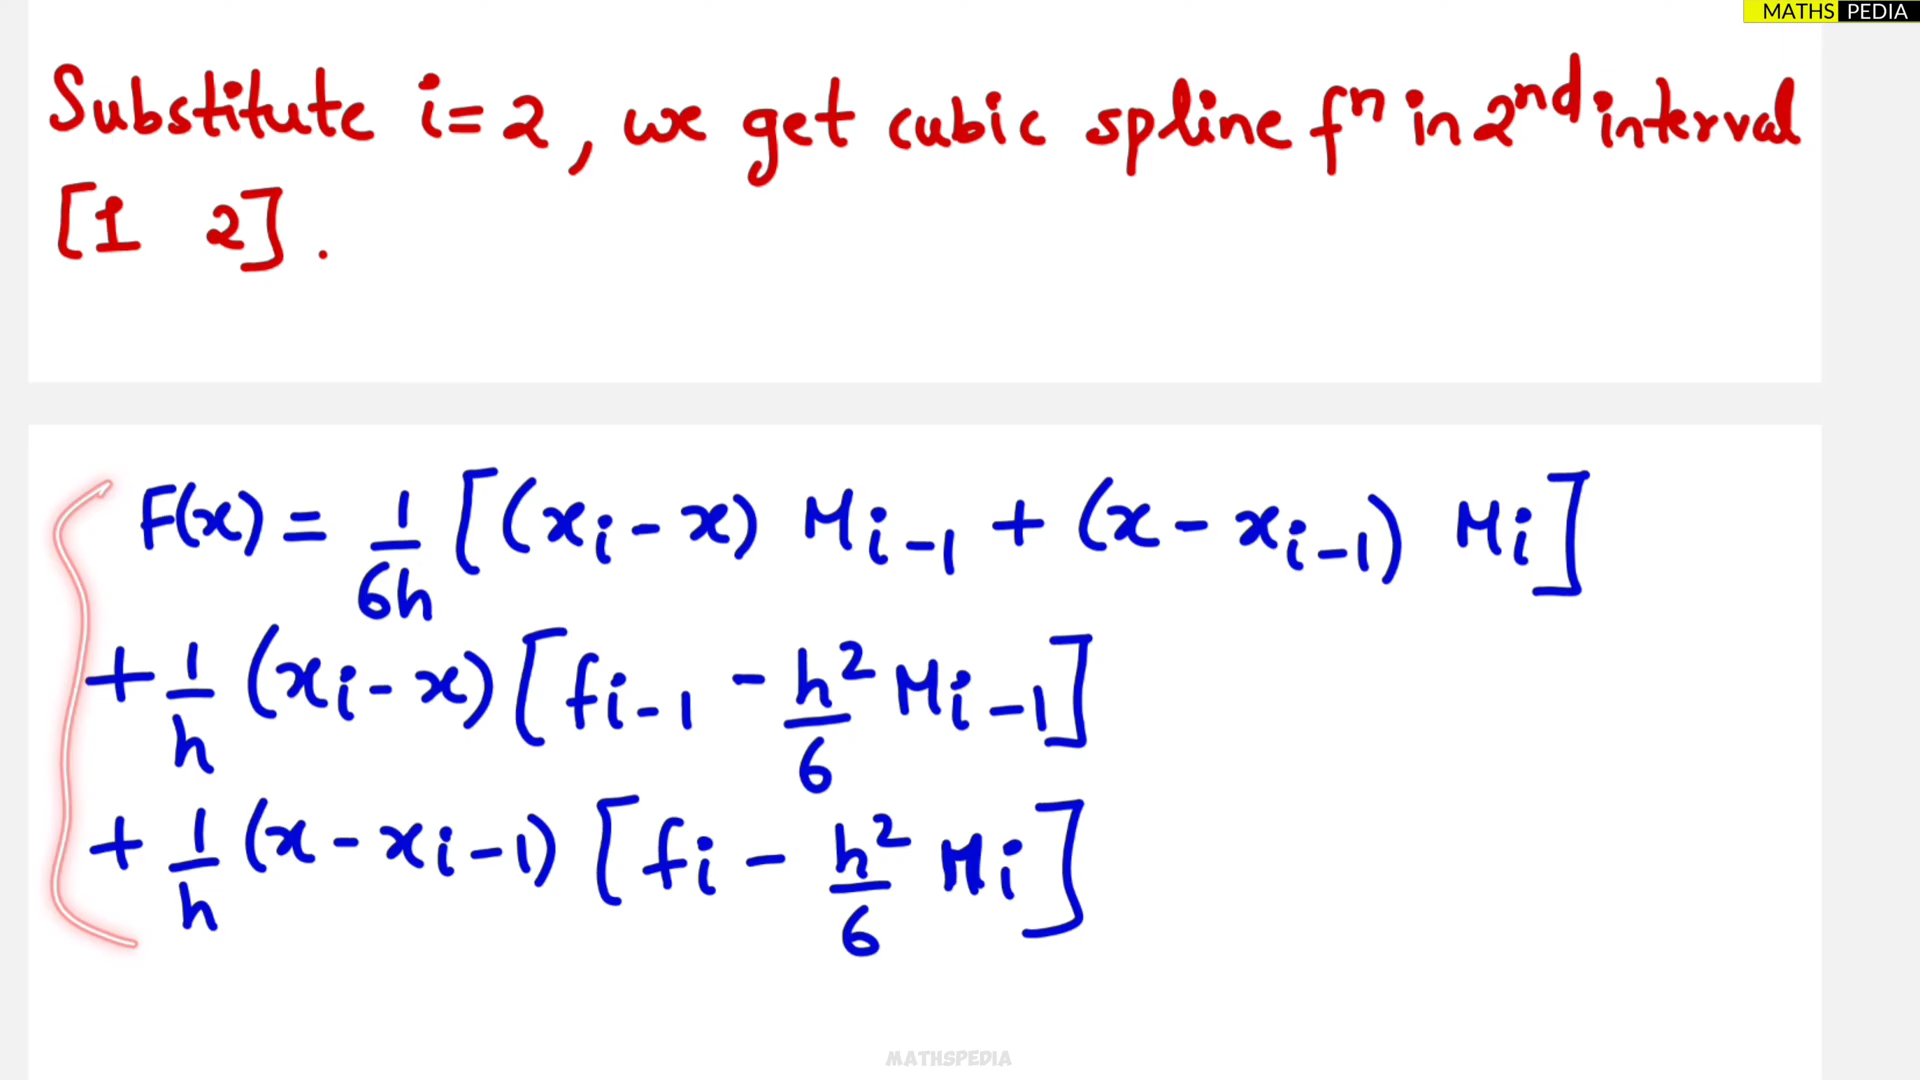 MATHS PEDIA
Substitute i=2, we get cubic spline fⁿ in 2ⁿᵈ interval
[1 2].
F(x) = 1/6h [(xᵢ - x) Mᵢ₋₁ + (x - xᵢ₋₁) Mᵢ]
+ 1/h (xᵢ - x) [fᵢ₋₁ - h²/6 Mᵢ₋₁]
+ 1/h (x - xᵢ₋₁) [fᵢ - h²/6 Mᵢ]
MATHSPEDIA